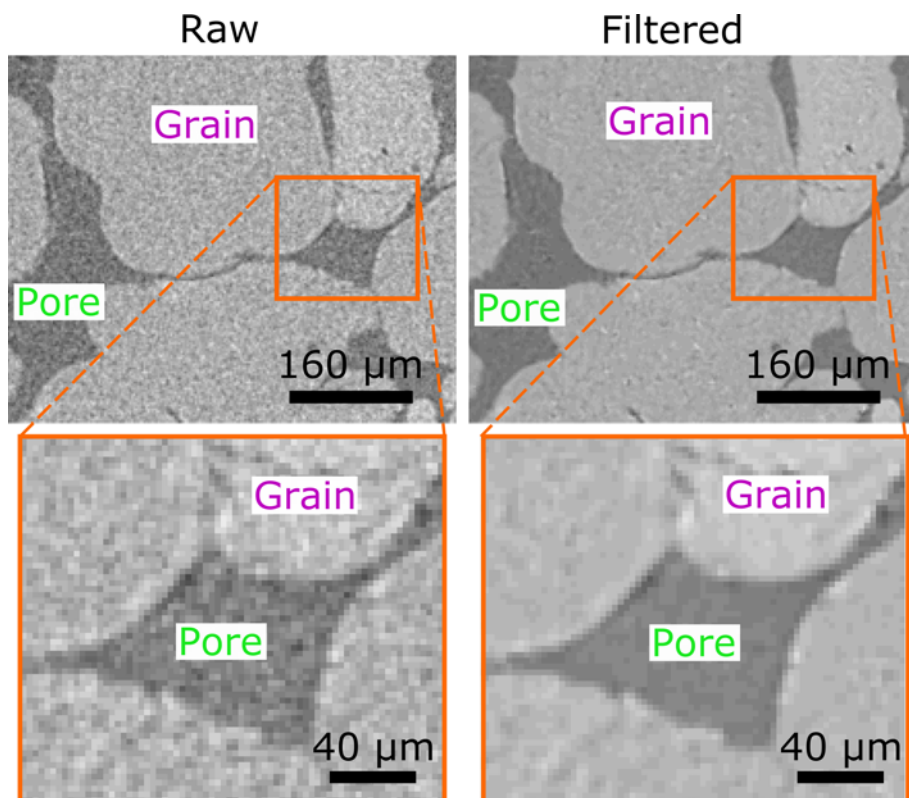 Raw
Filtered
Grain
Grain
Pore
Pore
160 µm
160 µm
Grain
Grain
Pore
Pore
40 µm
40 µm